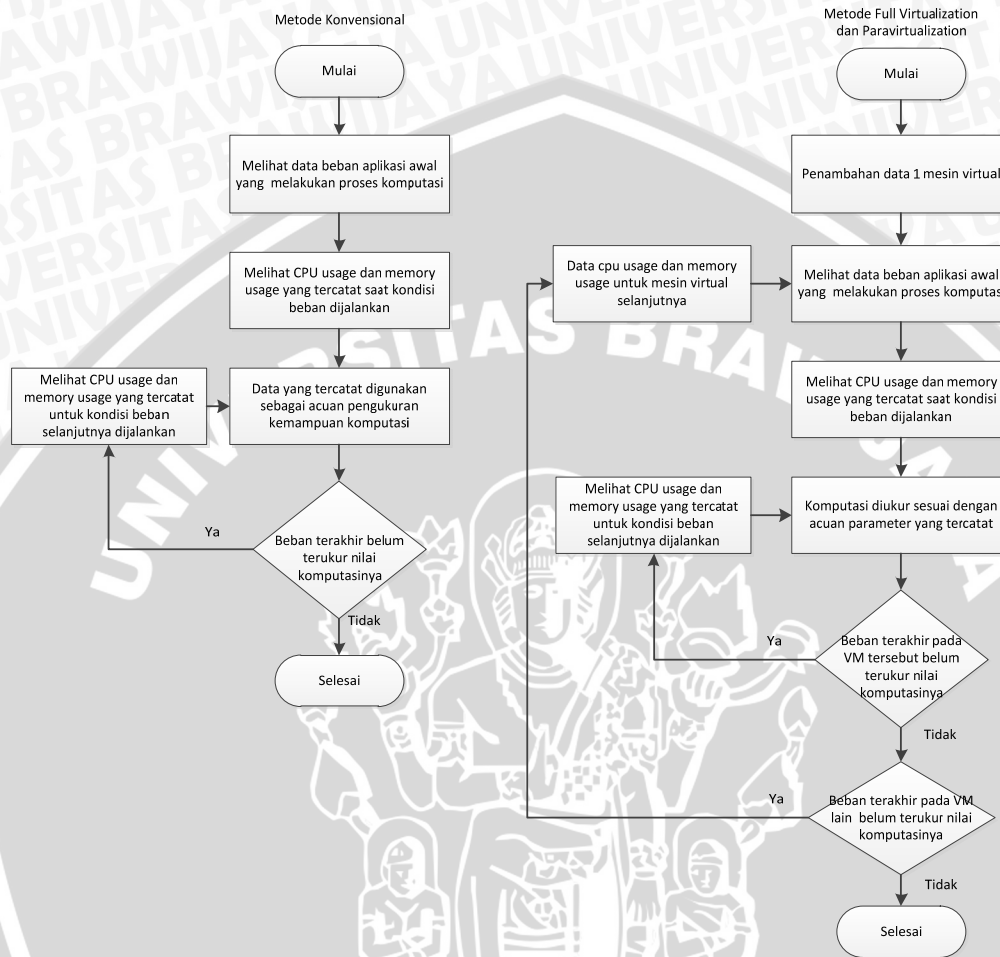 Metode Konvensional
Mulai
Melihat data beban aplikasi awal
yang melakukan proses komputasi
Melihat CPU usage dan memory
usage yang tercatat saat kondisi
beban dijalankan
Melihat CPU usage dan
memory usage yang tercatat
untuk kondisi beban
selanjutnya dijalankan
Data yang tercatat digunakan
sebagai acuan pengukuran
kemampuan komputasi
Ya
Beban terakhir belum
terukur nilai
komputasinya
Tidak
Selesai
Metode Full Virtualization
dan Paravirtualization
Mulai
Penambahan data 1 mesin virtual
Data cpu usage dan memory
usage untuk mesin virtual
selanjutnya
Melihat data beban aplikasi awal
yang melakukan proses komputas
Melihat CPU usage dan memory
usage yang tercatat saat kondisi
beban dijalankan
Melihat CPU usage dan
memory usage yang tercatat
untuk kondisi beban
selanjutnya dijalankan
Komputasi diukur sesuai dengan
acuan parameter yang tercatat
Ya
Beban terakhir pada
VM tersebut belum
terukur nilai
komputasinya
Tidak
Ya
Beban terakhir pada VM
lain belum terukur nilai
komputasinya
Tidak
Selesai
UNIVERSITAS BRAW